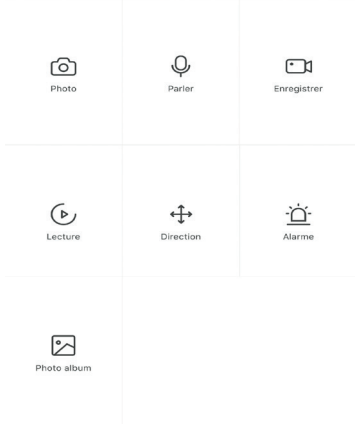 Photo
Parler
Enregistrer
Lecture
Direction
Alarme
Photo album